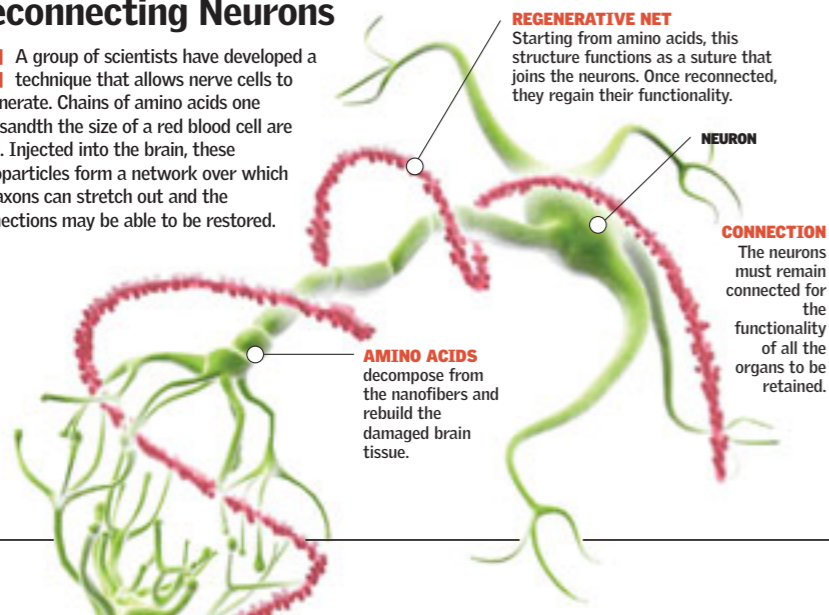 econnecting Neurons
A group of scientists have developed a
technique that allows nerve cells to
nerate. Chains of amino acids one
sandth the size of a red blood cell are
. Injected into the brain, these
oparticles form a network over which
axons can stretch out and the
nections may be able to be restored.
REGENERATIVE NET
Starting from amino acids, this
structure functions as a suture that
joins the neurons. Once reconnected,
they regain their functionality.
NEURON
CONNECTION
The neurons
must remain
connected for
the
functionality
of all the
organs to be
retained.
AMINO ACIDS
decompose from
the nanofibers and
rebuild the
damaged brain
tissue.